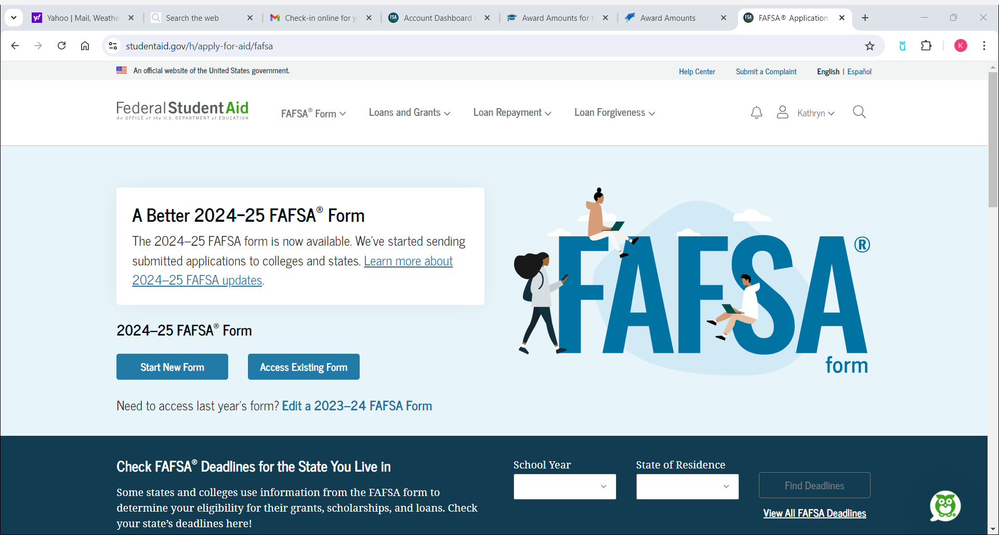 Yahoo | Mail, Weathe
Search the web
Check-in online for y
FSA
Account Dashboard
Award Amounts for t
Award Amounts
FSA
FAFSA® Application
studentaid.gov/h/apply-for-aid/fafsa
K
An official website of the United States government.
Help Center
Submit a Complaint
English | Español
Federal Student Aid
An OFFICE of the U.S. DEPARTMENT of EDUCATION
FAFSA® Form
Loans and Grants
Loan Repayment
Loan Forgiveness
Kathryn
A Better 2024–25 FAFSA® Form
The 2024–25 FAFSA form is now available. We've started sending
submitted applications to colleges and states. Learn more about
2024–25 FAFSA updates.
FAFSA®
form
2024–25 FAFSA® Form
Start New Form
Access Existing Form
Need to access last year's form? Edit a 2023–24 FAFSA Form
Check FAFSA® Deadlines for the State You Live in
Some states and colleges use information from the FAFSA form to
determine your eligibility for their grants, scholarships, and loans. Check
your state's deadlines here!
School Year
State of Residence
Find Deadlines
View All FAFSA Deadlines